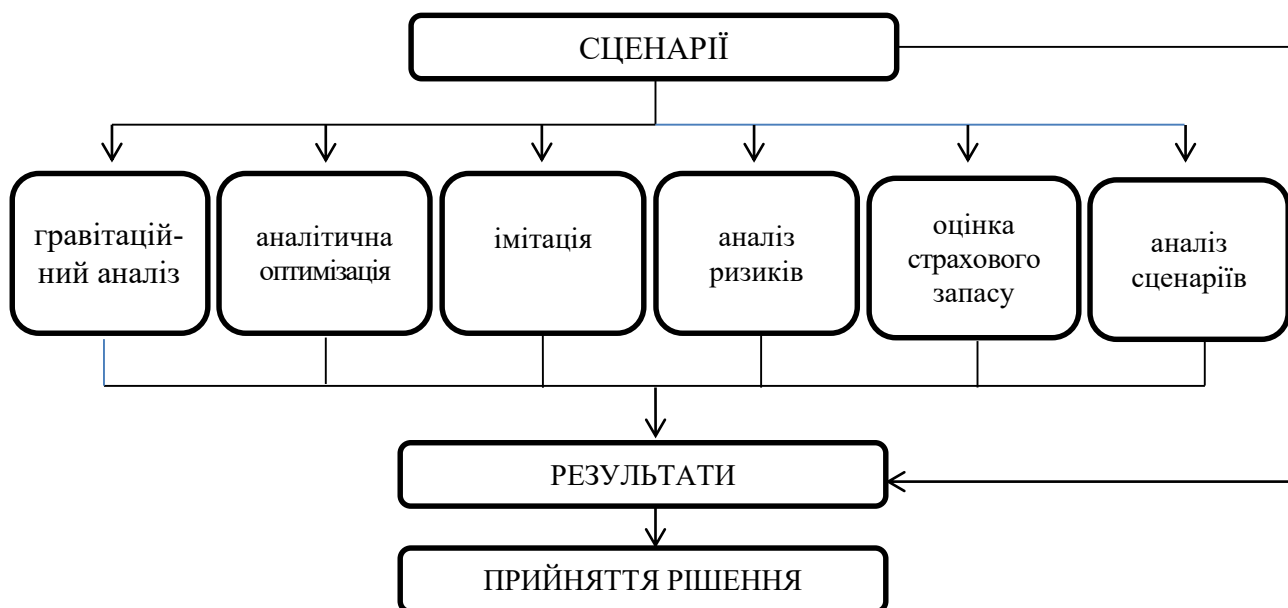 СЦЕНАРІЇ
гравітацій-
ний аналіз
аналітична
оптимізація
імітація
аналіз
ризиків
оцінка
страхового
запасу
аналіз
сценаріїв
РЕЗУЛЬТАТИ
ПРИЙНЯТТЯ РІШЕННЯ